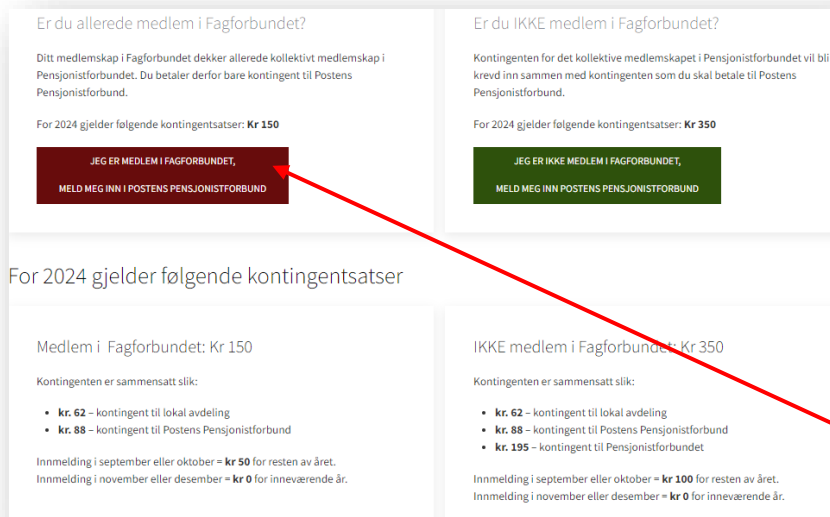 Er du allerede medlem i Fagforbundet?
Ditt medlemskap i Fagforbundet dekker allerede kollektivt medlemskap i
Pensjonistforbundet. Du betaler derfor bare kontingent til Postens
Pensjonistforbund.
For 2024 gjelder følgende kontingentsatser: Kr 150
JEG ER MEDLEM I FAGFORBUNDET,
MELD MEG INN I POSTENS PENSJONISTFORBUND
Er du IKKE medlem i Fagforbundet?
Kontingenten for det kollektive medlemskapet i Pensjonistforbundet vil bli
krevd inn sammen med kontingenten som du skal betale til Postens
Pensjonistforbund.
For 2024 gjelder følgende kontingentsatser: Kr 350
JEG ER IKKE MEDLEM I FAGFORBUNDET,
MELD MEG INN POSTENS PENSJONISTFORBUND
For 2024 gjelder følgende kontingentsatser
Medlem i Fagforbundet: Kr 150
Kontingenten er sammensatt slik:
• kr. 62 – kontingent til lokal avdeling
• kr. 88 – kontingent til Postens Pensjonistforbund
Innmelding i september eller oktober = kr 50 for resten av året.
Innmelding i november eller desember = kr 0 for inneværende år.
IKKE medlem i Fagforbundet: Kr 350
Kontingenten er sammensatt slik:
• kr. 62 – kontingent til lokal avdeling
• kr. 88 – kontingent til Postens Pensjonistforbund
• kr. 195 – kontingent til Pensjonistforbundet
Innmelding i september eller oktober = kr 100 for resten av året.
Innmelding i november eller desember = kr 0 for inneværende år.